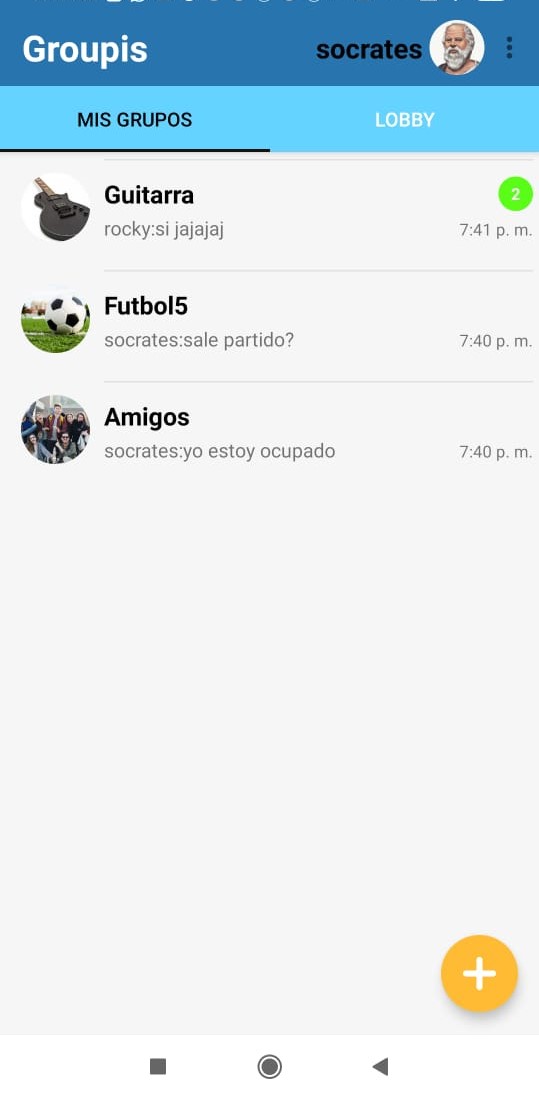 Groupis
socrates
MIS GRUPOS
LOBBY
Guitarra
2
rocky:si jajajaj
7:41 p. m.
Futbol5
socrates:sale partido?
7:40 p. m.
Amigos
socrates:yo estoy ocupado
7:40 p. m.